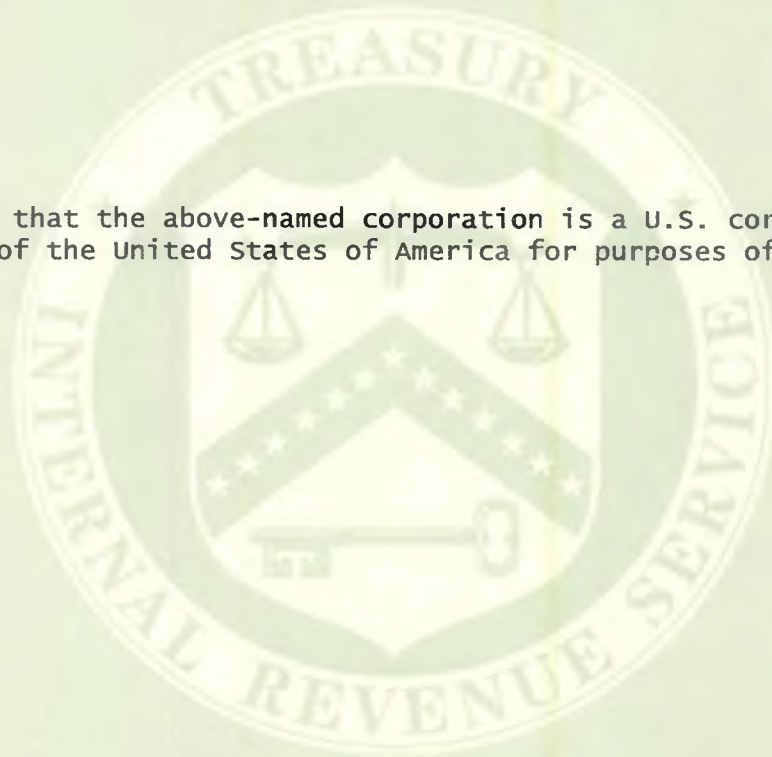 TREASURY
that the above-named corporation is a U.S. cor
of the United States of America for purposes of
INTERNAL REVENUE SERVICE